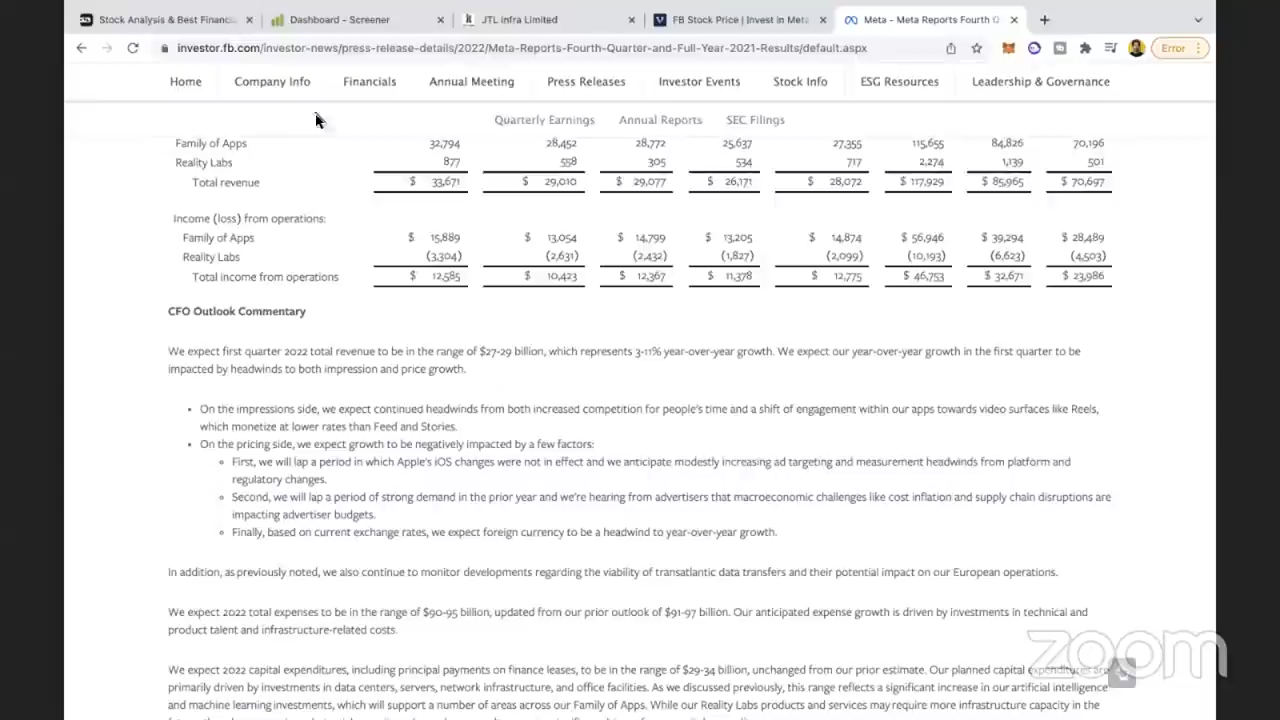 Stock Analysis & Best Financi
Dashboard - Screener
JTL infra Limited
FB Stock Price | Invest in Meta
Meta - Meta Reports Fourth Q
investor.fb.com/investor-news/press-release-details/2022/Meta-Reports-Fourth-Quarter-and-Full-Year-2021-Results/default.aspx
Error
Home Company Info Financials Annual Meeting Press Releases Investor Events Stock Info ESG Resources Leadership & Governance
Quarterly Earnings Annual Reports SEC Filings
Family of Apps 32,794 28,452 28,772 25,637 27,355 115,655 84,826 70,196
Reality Labs 877 558 305 534 717 2,274 1,139 501
Total revenue $ 33,671 $ 29,010 $ 29,077 $ 26,171 $ 28,072 $ 117,929 $ 85,965 $ 70,697
Income (loss) from operations:
Family of Apps $ 15,889 $ 13,054 $ 14,799 $ 13,205 $ 14,874 $ 56,946 $ 39,294 $ 28,489
Reality Labs (3,304) (2,631) (2,432) (1,827) (2,099) (10,193) (6,623) (4,503)
Total income from operations $ 12,585 $ 10,423 $ 12,367 $ 11,378 $ 12,775 $ 46,753 $ 32,671 $ 23,986
CFO Outlook Commentary
We expect first quarter 2022 total revenue to be in the range of $27-29 billion, which represents 3-11% year-over-year growth. We expect our year-over-year growth in the first quarter to be
impacted by headwinds to both impression and price growth.
• On the impressions side, we expect continued headwinds from both increased competition for people's time and a shift of engagement within our apps towards video surfaces like Reels,
which monetize at lower rates than Feed and Stories.
• On the pricing side, we expect growth to be negatively impacted by a few factors:
First, we will lap a period in which Apple's iOS changes were not in effect and we anticipate modestly increasing ad targeting and measurement headwinds from platform and
regulatory changes.
Second, we will lap a period of strong demand in the prior year and we're hearing from advertisers that macroeconomic challenges like cost inflation and supply chain disruptions are
impacting advertiser budgets.
Finally, based on current exchange rates, we expect foreign currency to be a headwind to year-over-year growth.
In addition, as previously noted, we also continue to monitor developments regarding the viability of transatlantic data transfers and their potential impact on our European operations.
We expect 2022 total expenses to be in the range of $90-95 billion, updated from our prior outlook of $91-97 billion. Our anticipated expense growth is driven by investments in technical and
product talent and infrastructure-related costs.
We expect 2022 capital expenditures, including principal payments on finance leases, to be in the range of $29-34 billion, unchanged from our prior estimate. Our planned capital expenditures are
primarily driven by investments in data centers, servers, network infrastructure, and office facilities. As we discussed previously, this range reflects a significant increase in our artificial intelligence
and machine learning investments, which will support a number of areas across our Family of Apps. While our Reality Labs products and services may require more infrastructure capacity in the
zoom